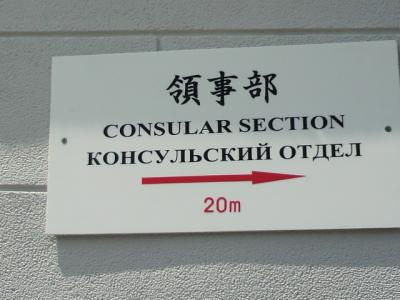 領事部
CONSULAR SECTION
КОНСУЛЬСКИЙ ОТДЕЛ
20m